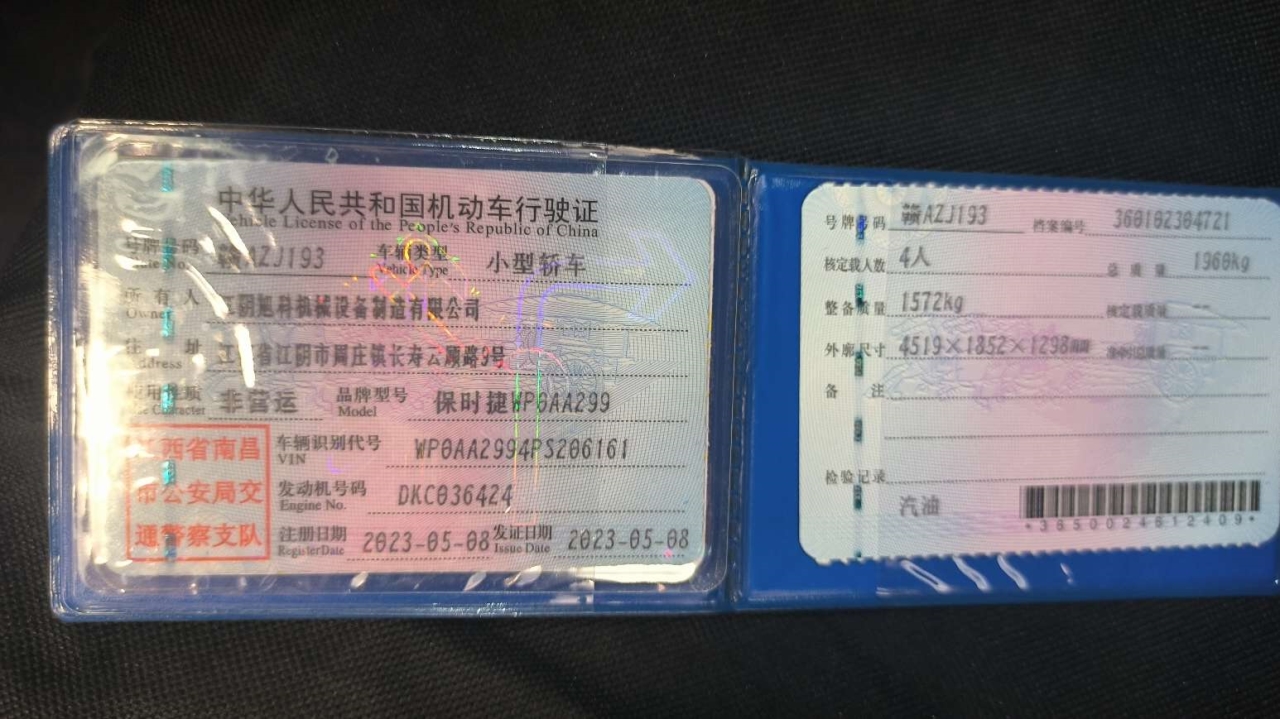 中华人民共和国机动车行驶证
Vehicle License of the People's Republic of China
号牌号码 赣AZJ193 车辆类型 小型轿车
Plate No. Vehicle Type
所有人 江阴旭科机械设备制造有限公司
Owner
住址 江苏省江阴市周庄镇长寿云顾路9号
Address
使用性质 非营运 品牌型号 保时捷WP0AA299
Use Character Model
江西省南昌
市公安局交
通警察支队
车辆识别代号 WP0AA2994PS206161
VIN
发动机号码 DKC036424
Engine No.
注册日期 2023-05-08 发证日期 2023-05-08
Register Date Issue Date
号牌号码 赣AZJ193 档案编号 360102304721
核定载人数 4人 总质量 1960kg
整备质量 1572kg 核定载质量 --
外廓尺寸 4519×1852×1298mm 准牵引总质量 --
备注
检验记录
汽油
*3650024612409*